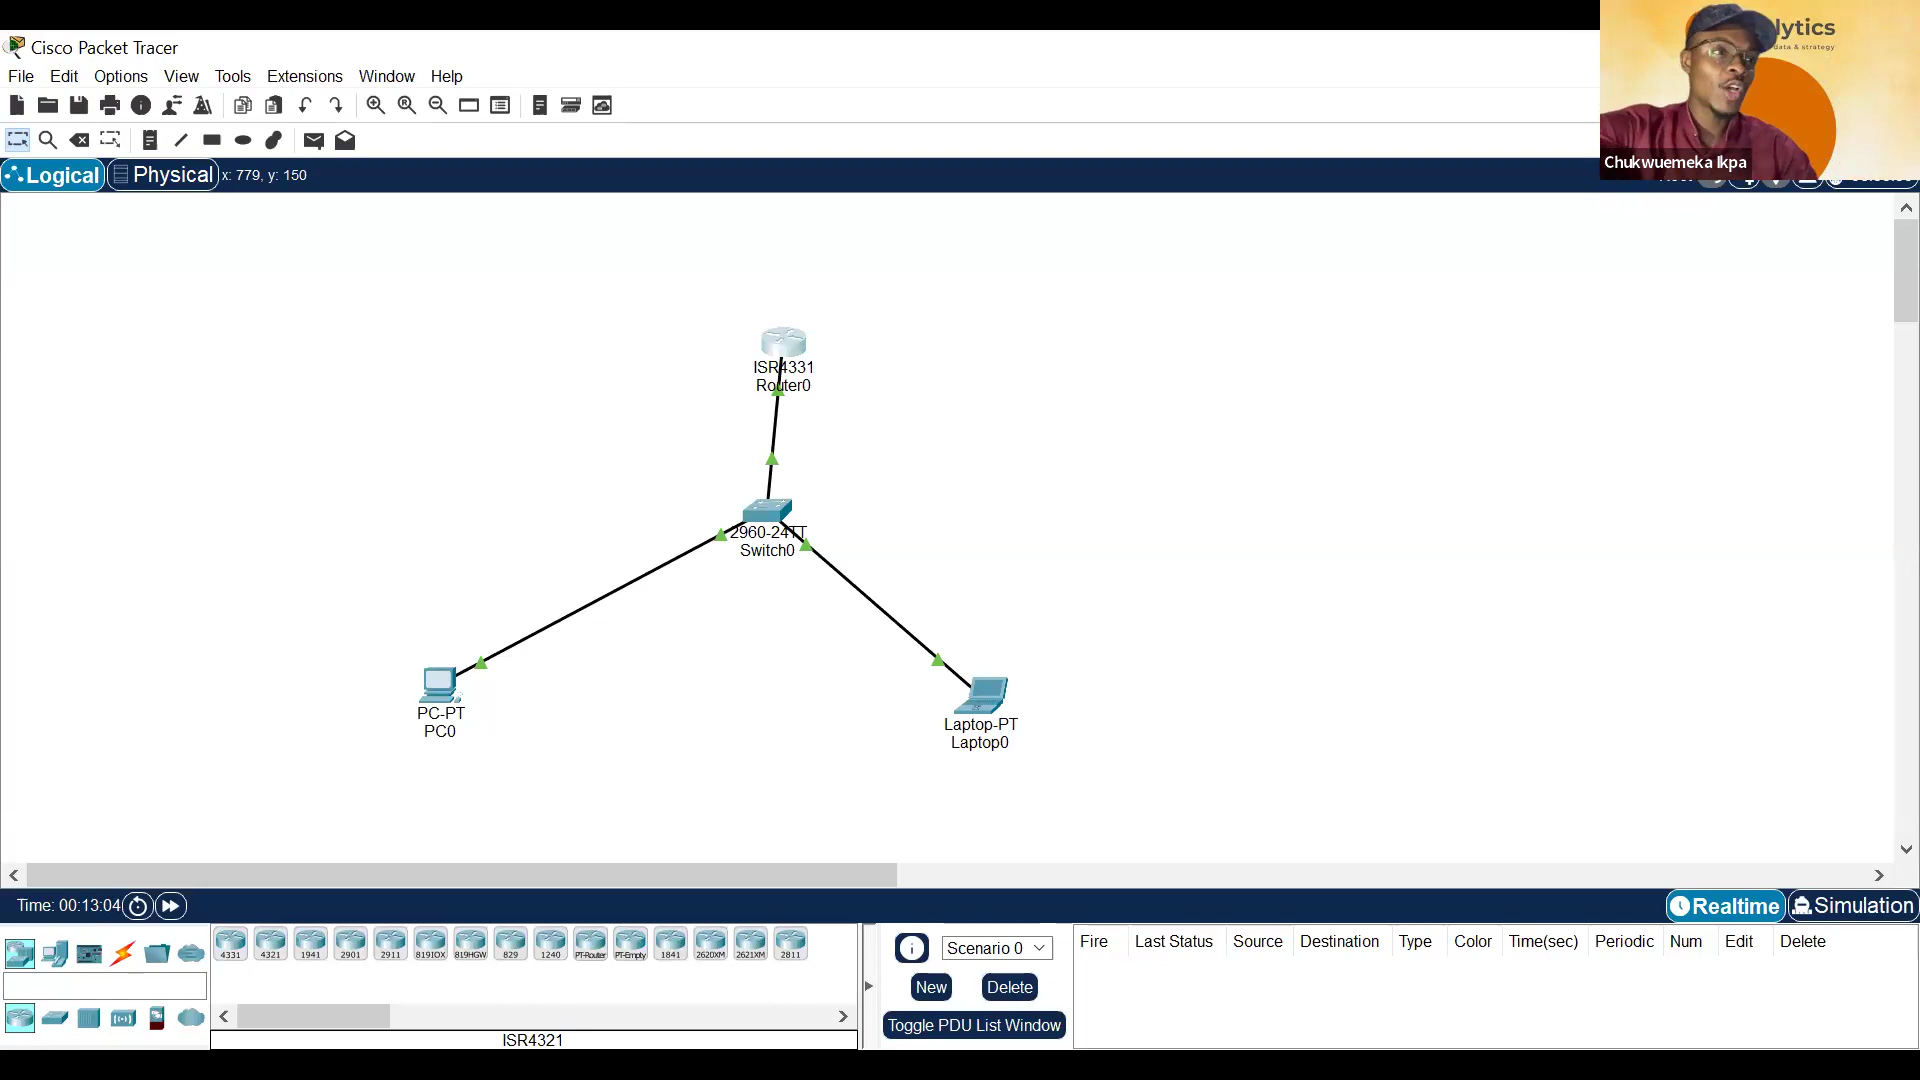 Cisco Packet Tracer
lytics
data & strategy
File Edit Options View Tools Extensions Window Help
Chukwuemeka Ikpa
Logical Physical x: 779, y: 150
ISR4331
Router0
2960-24TT
Switch0
PC-PT
PC0
Laptop-PT
Laptop0
Time: 00:13:04
Realtime Simulation
4331 4321 1941 2901 2911 819IOX 819HGW 829 1240 PT-Router PT-Empty 1841 2620XM 2621XM 2811
Scenario 0
Fire Last Status Source Destination Type Color Time(sec) Periodic Num Edit Delete
New Delete
Toggle PDU List Window
ISR4321